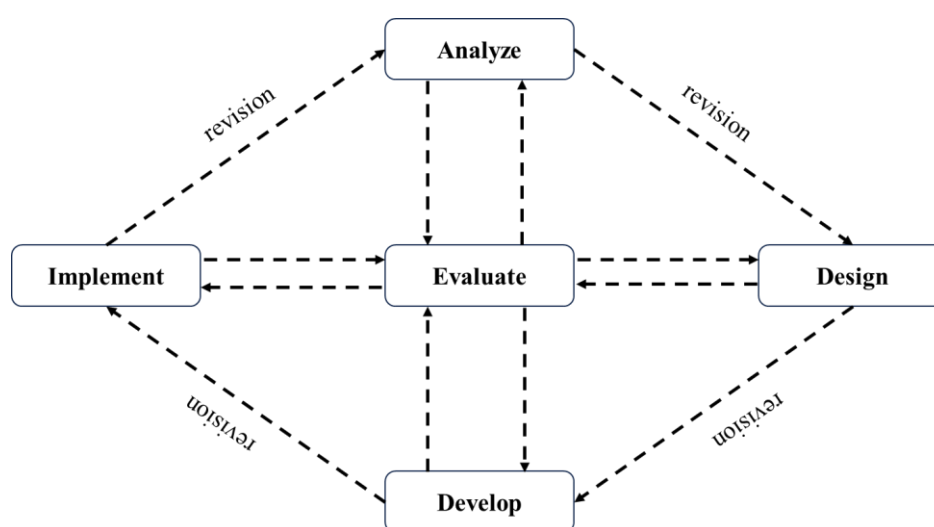 Analyze
revision
revision
Implement
Evaluate
Design
revision
revision
Develop